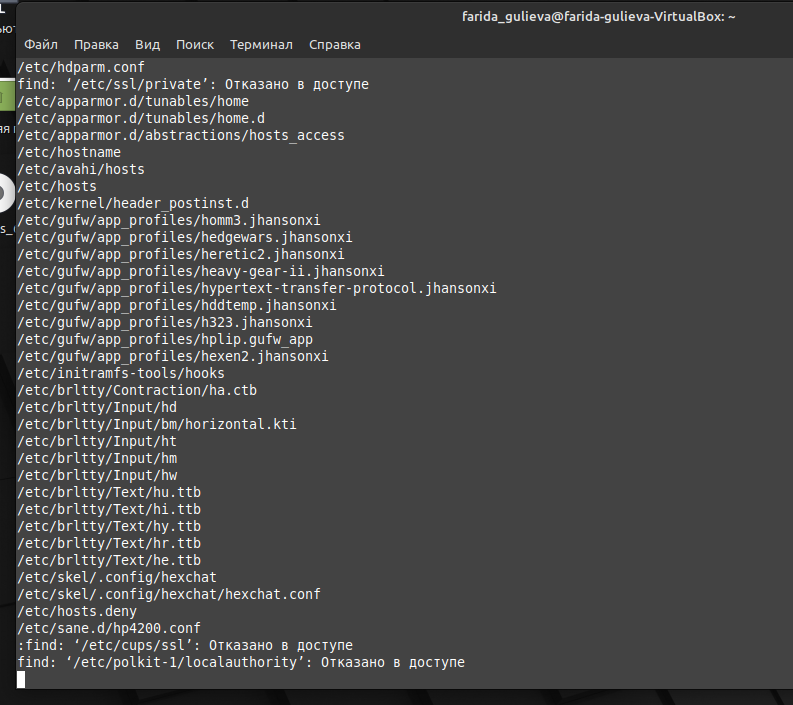 farida_gulieva@farida-gulieva-VirtualBox: ~
Файл Правка Вид Поиск Терминал Справка
/etc/hdparm.conf
find: ‘/etc/ssl/private’: Отказано в доступе
/etc/apparmor.d/tunables/home
/etc/apparmor.d/tunables/home.d
/etc/apparmor.d/abstractions/hosts_access
/etc/hostname
/etc/avahi/hosts
/etc/hosts
/etc/kernel/header_postinst.d
/etc/gufw/app_profiles/homm3.jhansonxi
/etc/gufw/app_profiles/hedgewars.jhansonxi
/etc/gufw/app_profiles/heretic2.jhansonxi
/etc/gufw/app_profiles/heavy-gear-ii.jhansonxi
/etc/gufw/app_profiles/hypertext-transfer-protocol.jhansonxi
/etc/gufw/app_profiles/hddtemp.jhansonxi
/etc/gufw/app_profiles/h323.jhansonxi
/etc/gufw/app_profiles/hplip.gufw_app
/etc/gufw/app_profiles/hexen2.jhansonxi
/etc/initramfs-tools/hooks
/etc/brltty/Contraction/ha.ctb
/etc/brltty/Input/hd
/etc/brltty/Input/bm/horizontal.kti
/etc/brltty/Input/ht
/etc/brltty/Input/hm
/etc/brltty/Input/hw
/etc/brltty/Text/hu.ttb
/etc/brltty/Text/hi.ttb
/etc/brltty/Text/hy.ttb
/etc/brltty/Text/hr.ttb
/etc/brltty/Text/he.ttb
/etc/skel/.config/hexchat
/etc/skel/.config/hexchat/hexchat.conf
/etc/hosts.deny
/etc/sane.d/hp4200.conf
:find: ‘/etc/cups/ssl’: Отказано в доступе
find: ‘/etc/polkit-1/localauthority’: Отказано в доступе